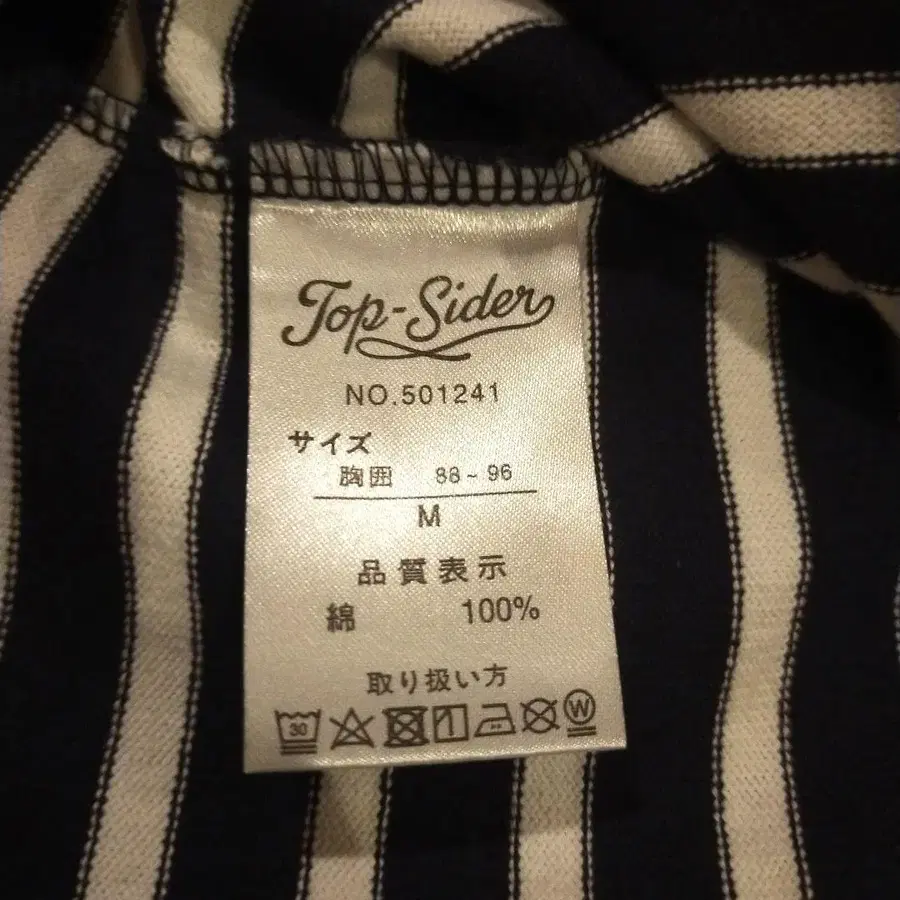 Top-Sider
NO.501241
サイズ
胸囲 88~96
M
品質表示
綿 100%
取り扱い方
30
W